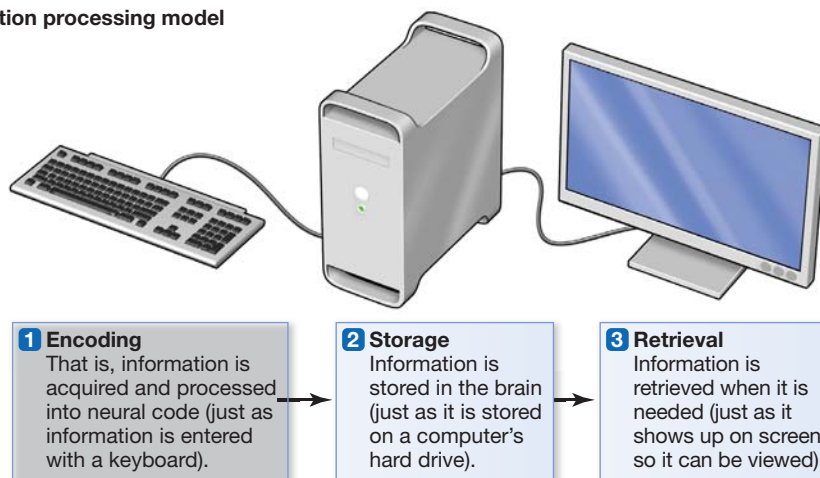 tion processing model
1 Encoding
That is, information is
acquired and processed
into neural code (just as
information is entered
with a keyboard).
2 Storage
Information is
stored in the brain
(just as it is stored
on a computer's
hard drive).
3 Retrieval
Information is
retrieved when it is
needed (just as it
shows up on screen
so it can be viewed)